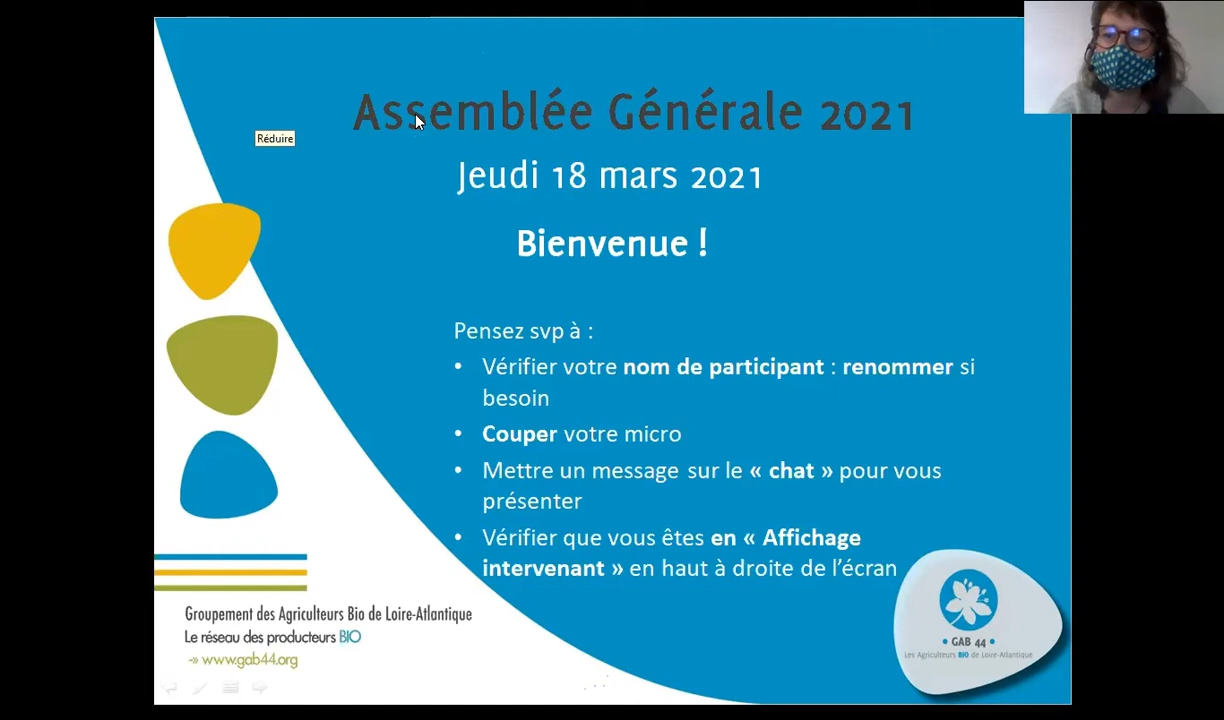 Assemblée Générale 2021
Réduire
Jeudi 18 mars 2021
Bienvenue !
Pensez svp à :
• Vérifier votre nom de participant : renommer si
besoin
• Couper votre micro
• Mettre un message sur le « chat » pour vous
présenter
• Vérifier que vous êtes en « Affichage
intervenant » en haut à droite de l’écran
Groupement des Agriculteurs Bio de Loire-Atlantique
Le réseau des producteurs BIO
-» www.gab44.org
• GAB 44 •
Les Agriculteurs BIO de Loire-Atlantique